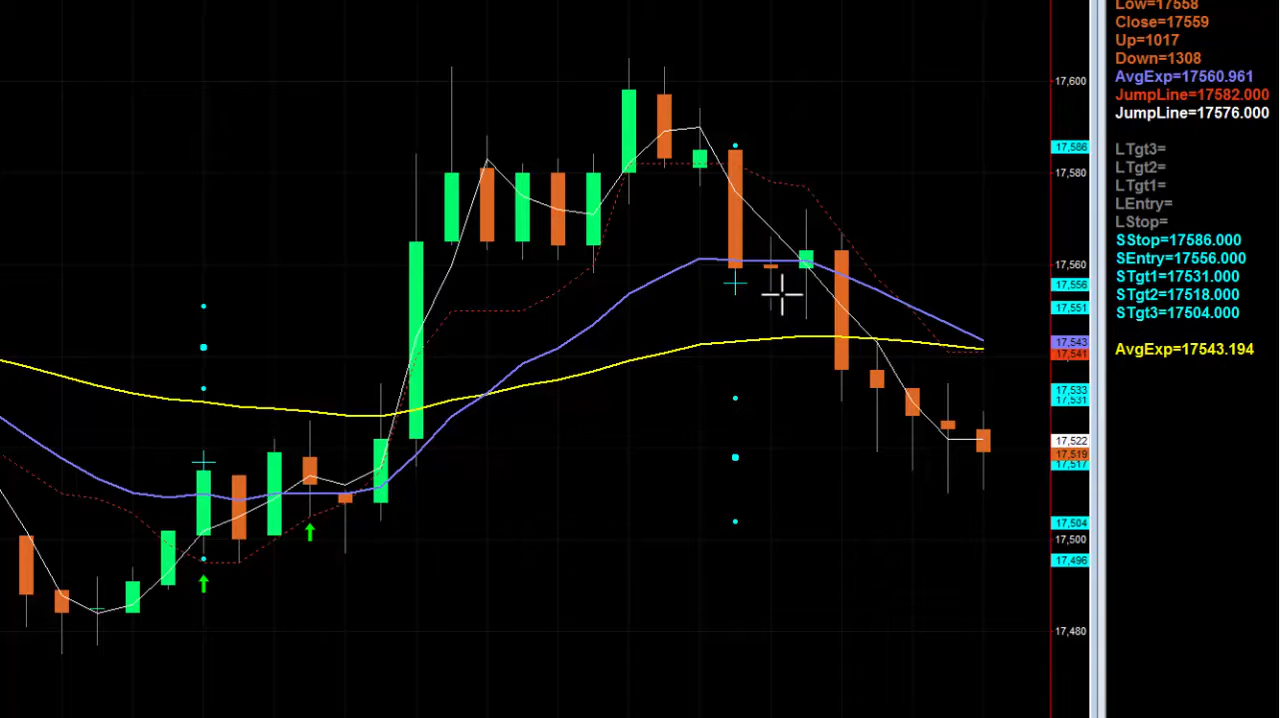 17,600
17,586
17,580
17,560
17,556
17,551
17,543
17,541
17,533
17,531
17,522
17,519
17,517
17,504
17,500
17,496
17,480
Low=17558
Close=17559
Up=1017
Down=1308
AvgExp=17560.961
JumpLine=17582.000
JumpLine=17576.000
LTgt3=
LTgt2=
LTgt1=
LEntry=
LStop=
SStop=17586.000
SEntry=17556.000
STgt1=17531.000
STgt2=17518.000
STgt3=17504.000
AvgExp=17543.194